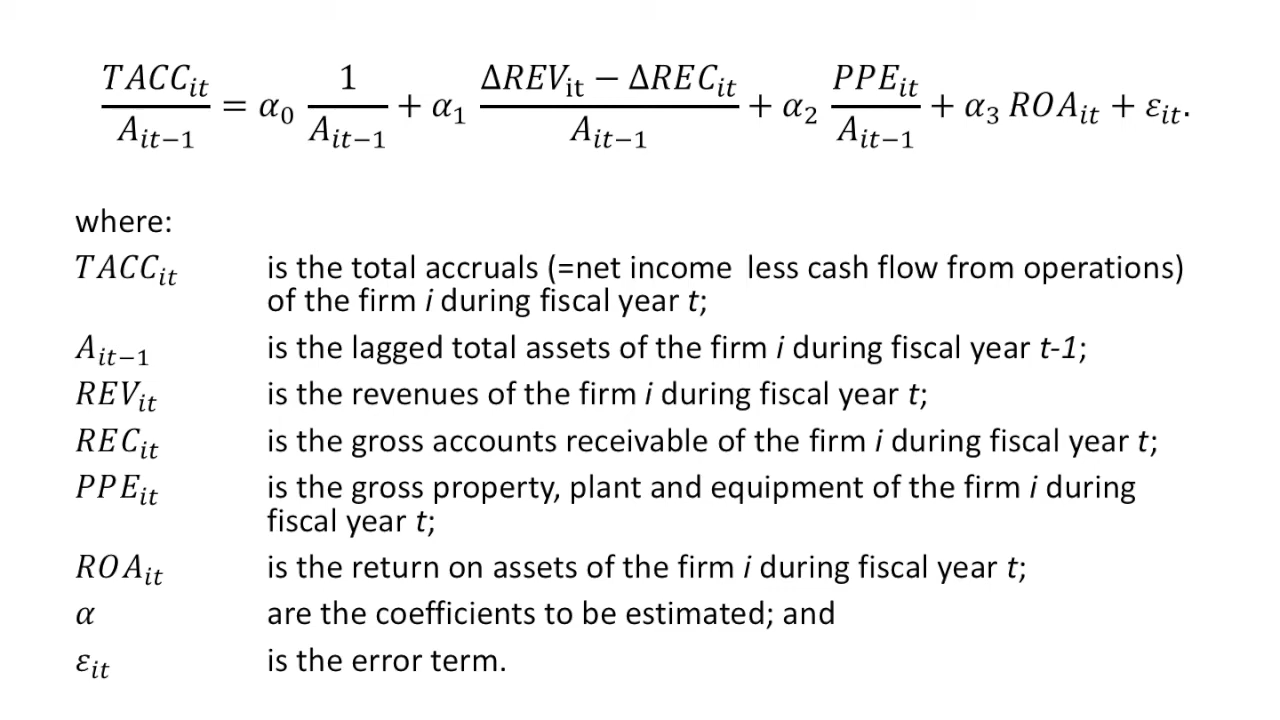 TACC_it / A_it−1 = α_0 1 / A_it−1 + α_1 (ΔREV_it − ΔREC_it) / A_it−1 + α_2 PPE_it / A_it−1 + α_3 ROA_it + ε_it.
where:
TACC_it is the total accruals (=net income less cash flow from operations)
of the firm i during fiscal year t;
A_it−1 is the lagged total assets of the firm i during fiscal year t-1;
REV_it is the revenues of the firm i during fiscal year t;
REC_it is the gross accounts receivable of the firm i during fiscal year t;
PPE_it is the gross property, plant and equipment of the firm i during
fiscal year t;
ROA_it is the return on assets of the firm i during fiscal year t;
α are the coefficients to be estimated; and
ε_it is the error term.